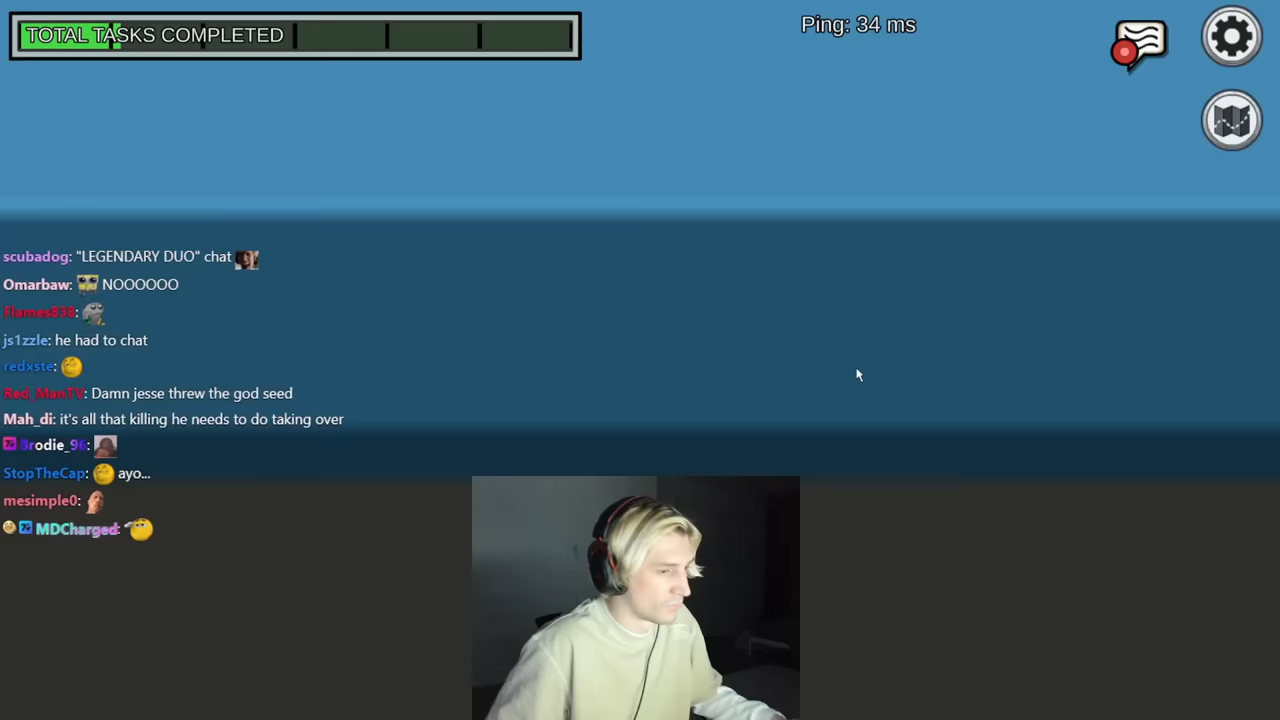 TOTAL TASKS COMPLETED
Ping: 34 ms
scubadog: "LEGENDARY DUO" chat
Omarbaw: NOOOOOO
Flames838:
js1zzle: he had to chat
redxste:
Red_ManTV: Damn jesse threw the god seed
Mah_di: it's all that killing he needs to do taking over
Brodie_96:
StopTheCap: ayo...
mesimple0:
MDCharged: